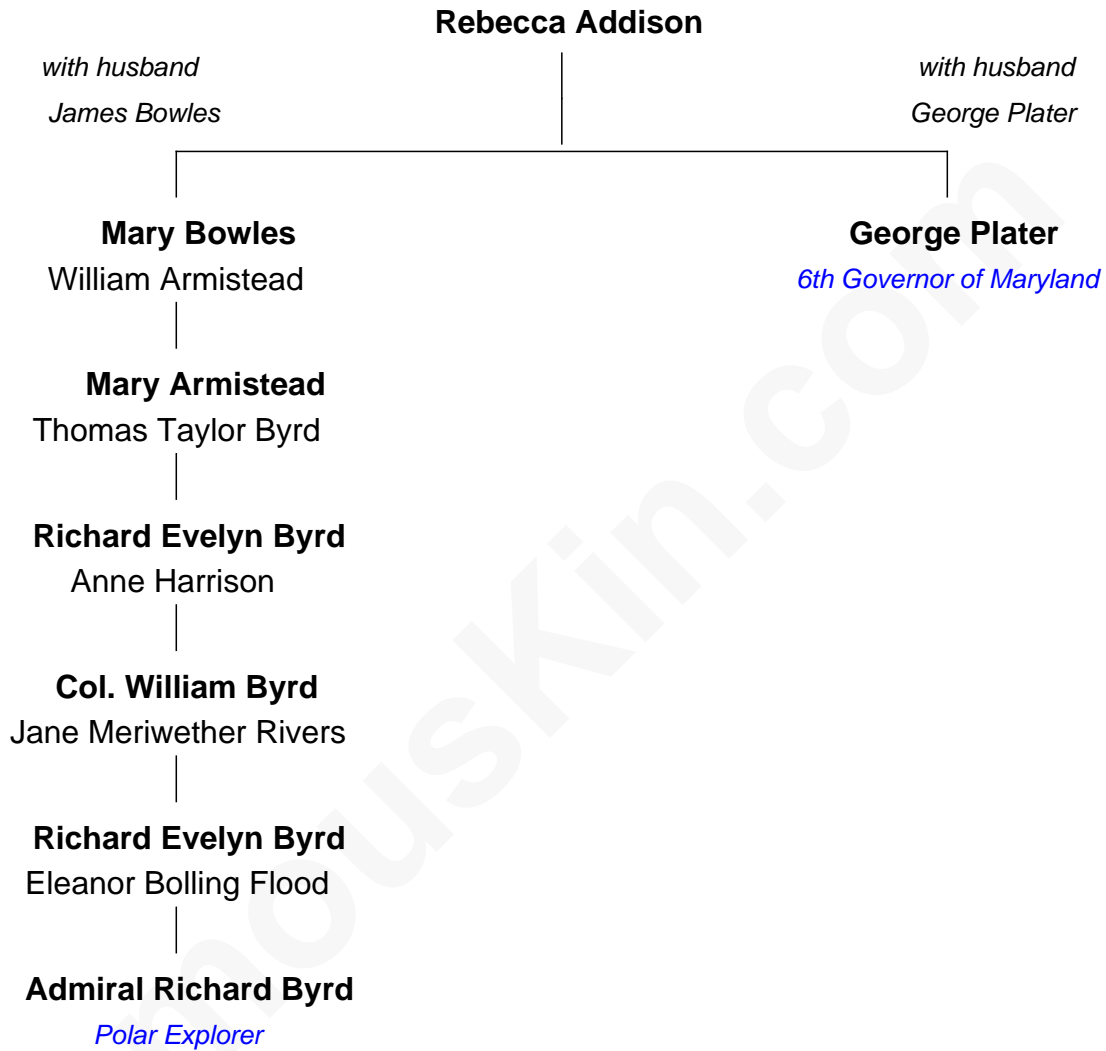 Rebecca Addison
with husband
James Bowles
with husband
George Plater
Mary Bowles
William Armistead
George Plater
6th Governor of Maryland
Mary Armistead
Thomas Taylor Byrd
Richard Evelyn Byrd
Anne Harrison
Col. William Byrd
Jane Meriwether Rivers
Richard Evelyn Byrd
Eleanor Bolling Flood
Admiral Richard Byrd
Polar Explorer
mousKin.com